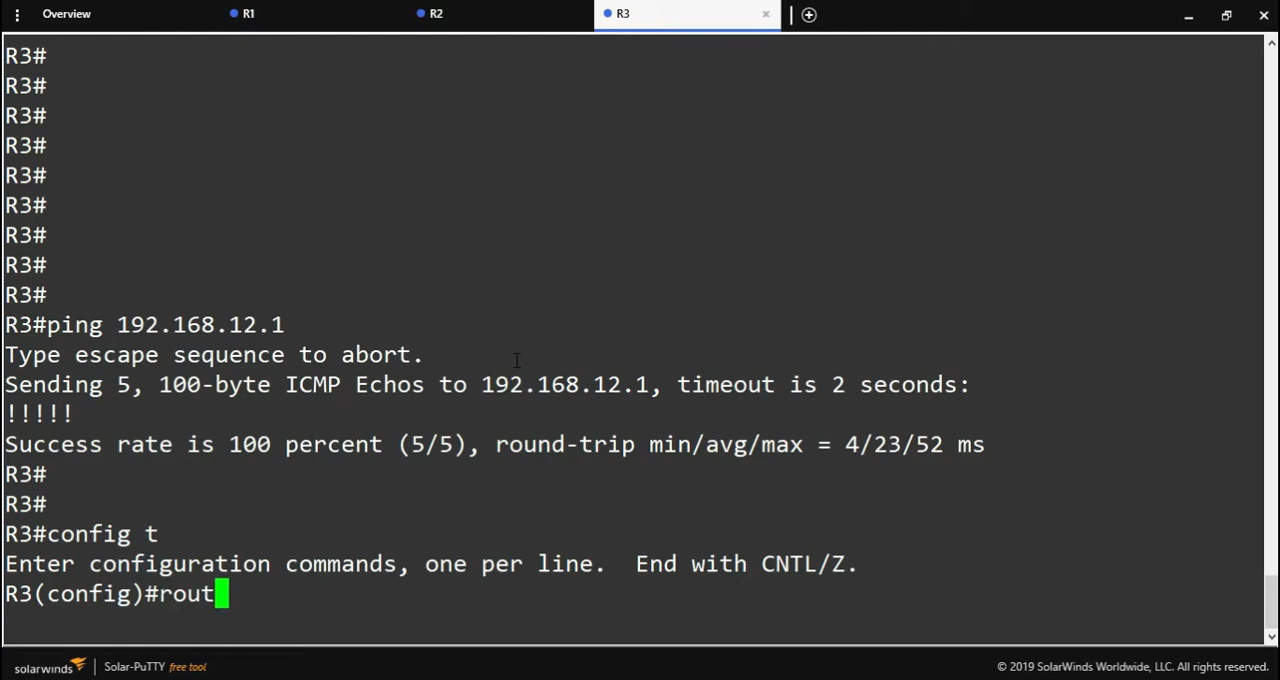 Overview R1 R2 R3
R3#
R3#
R3#
R3#
R3#
R3#
R3#
R3#
R3#
R3#ping 192.168.12.1
Type escape sequence to abort.
Sending 5, 100-byte ICMP Echos to 192.168.12.1, timeout is 2 seconds:
!!!!!
Success rate is 100 percent (5/5), round-trip min/avg/max = 4/23/52 ms
R3#
R3#
R3#config t
Enter configuration commands, one per line.  End with CNTL/Z.
R3(config)#rout
solarwinds Solar-PuTTY free tool © 2019 SolarWinds Worldwide, LLC. All rights reserved.